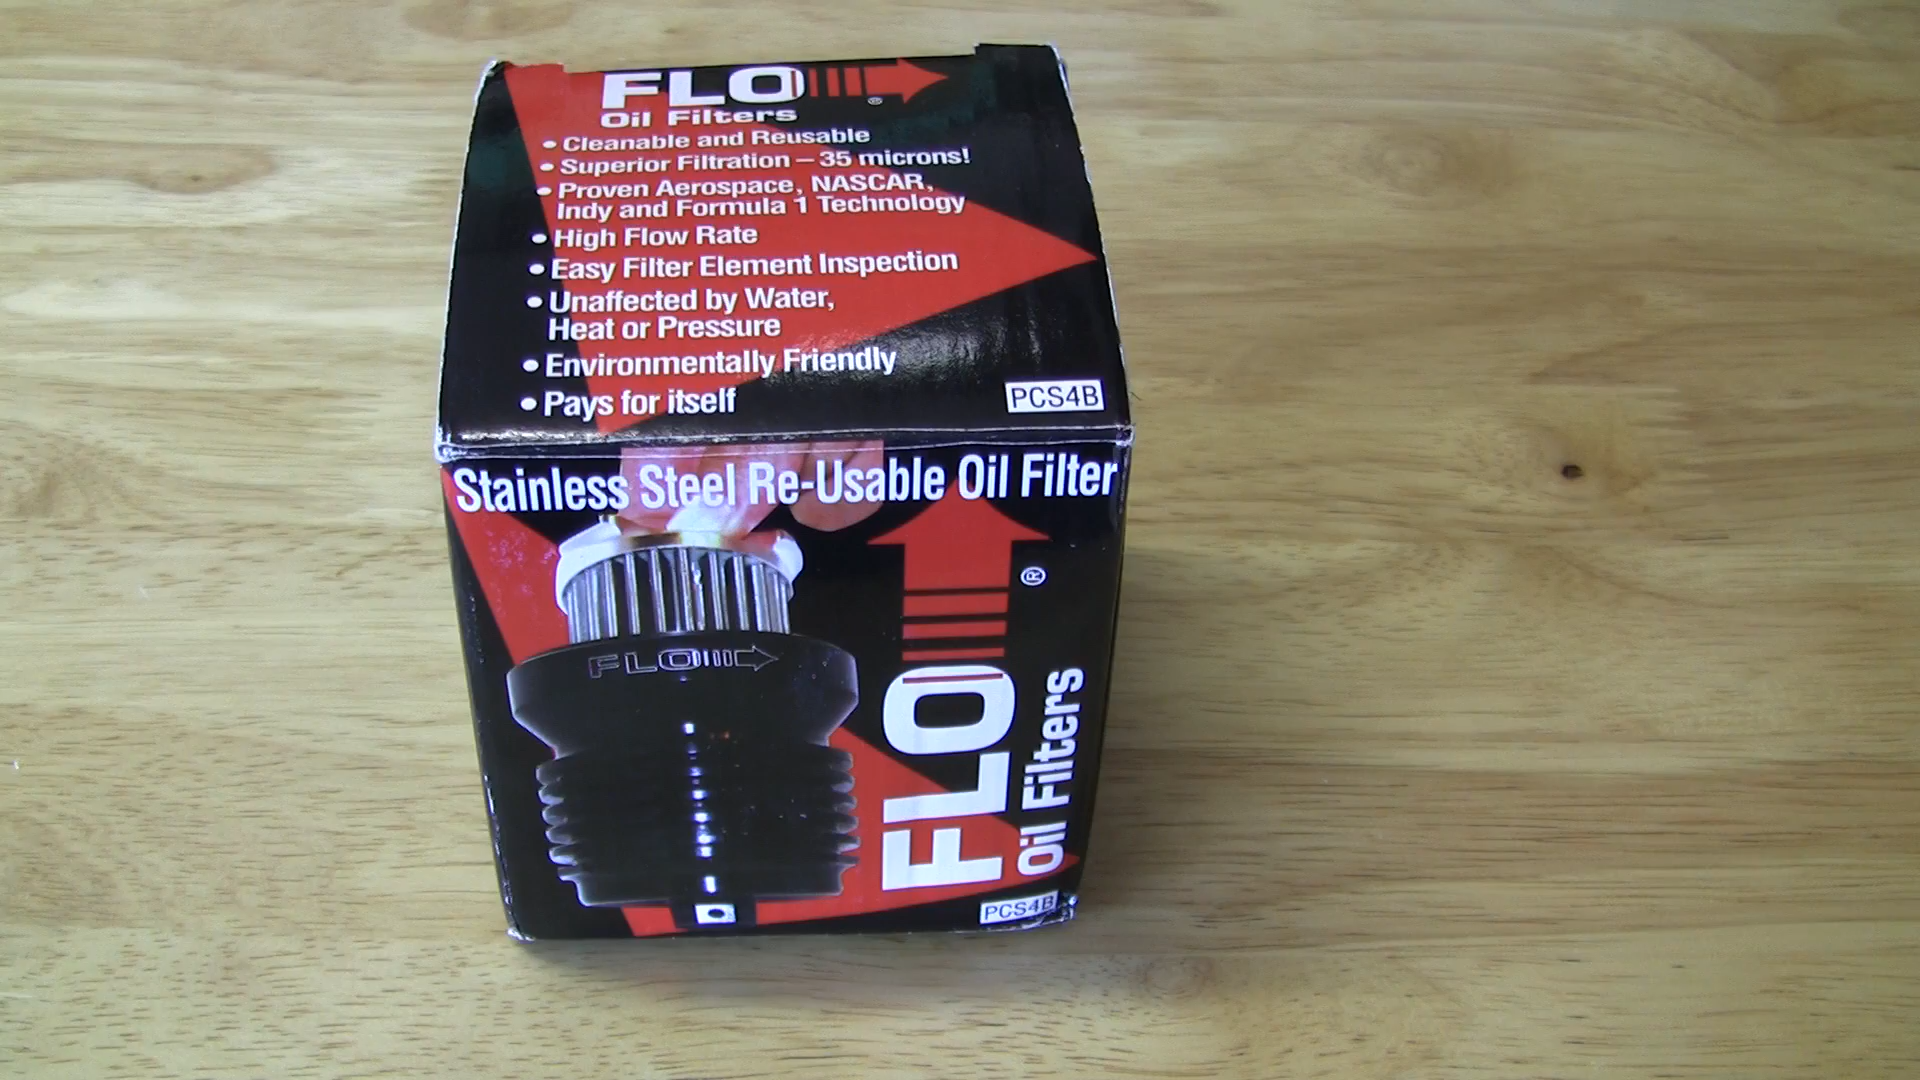 FLO ®
Oil Filters
• Cleanable and Reusable
• Superior Filtration – 35 microns!
• Proven Aerospace, NASCAR,
Indy and Formula 1 Technology
• High Flow Rate
• Easy Filter Element Inspection
• Unaffected by Water,
Heat or Pressure
• Environmentally Friendly
• Pays for itself
PCS4B
Stainless Steel Re-Usable Oil Filter
FLO
FLO ®
Oil Filters
PCS4B